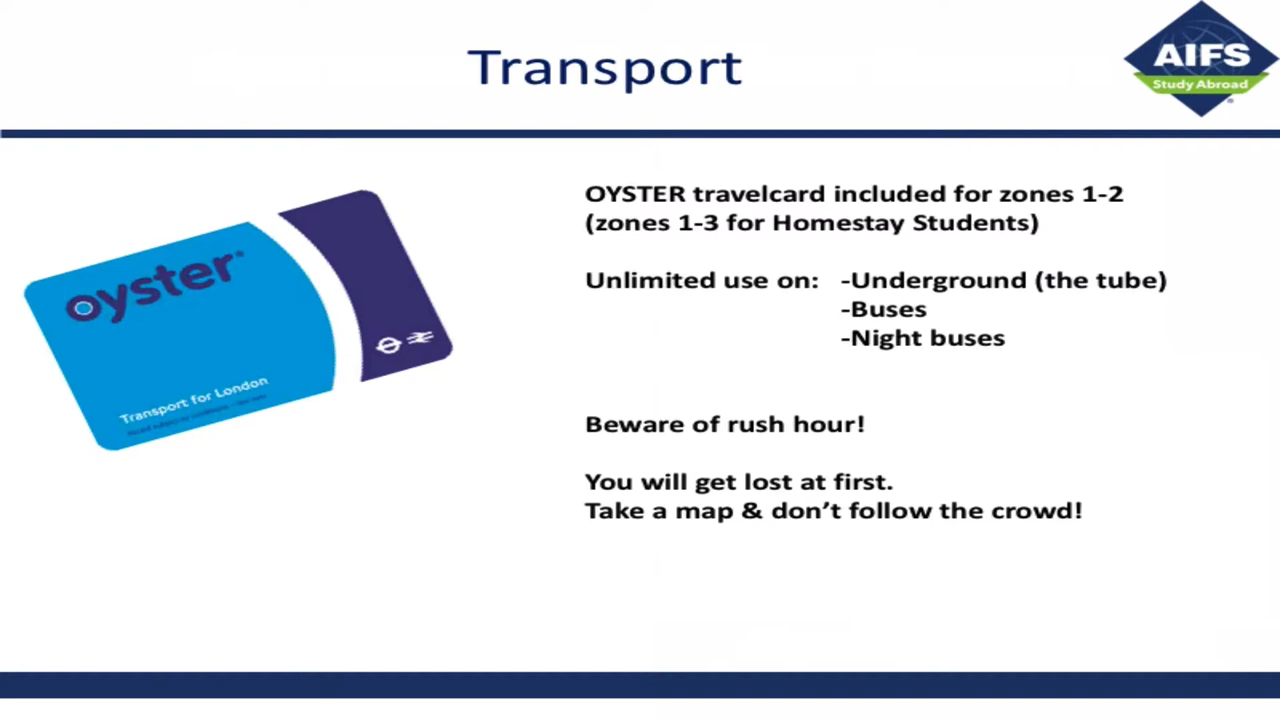 Transport
AIFS
Study Abroad
OYSTER travelcard included for zones 1-2
(zones 1-3 for Homestay Students)
Unlimited use on: -Underground (the tube)
-Buses
-Night buses
Beware of rush hour!
You will get lost at first.
Take a map & don’t follow the crowd!
oyster
Transport for London